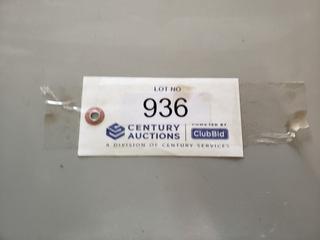 LOT NO
936
CENTURY
AUCTIONS
POWERED BY
ClubBid
A DIVISION OF CENTURY SERVICES